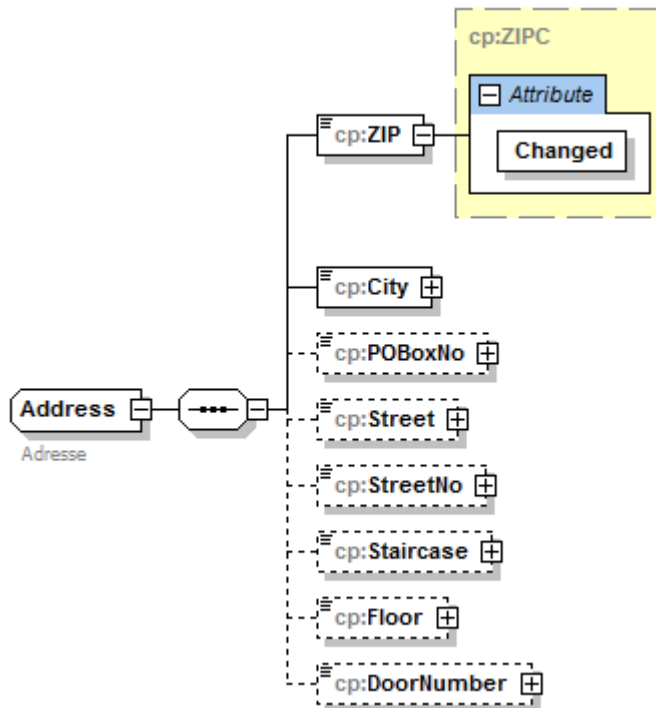 cp:ZIPC
Attribute
cp:ZIP
Changed
cp:City
cp:POBoxNo
Address
Adresse
cp:Street
cp:StreetNo
cp:Staircase
cp:Floor
cp:DoorNumber